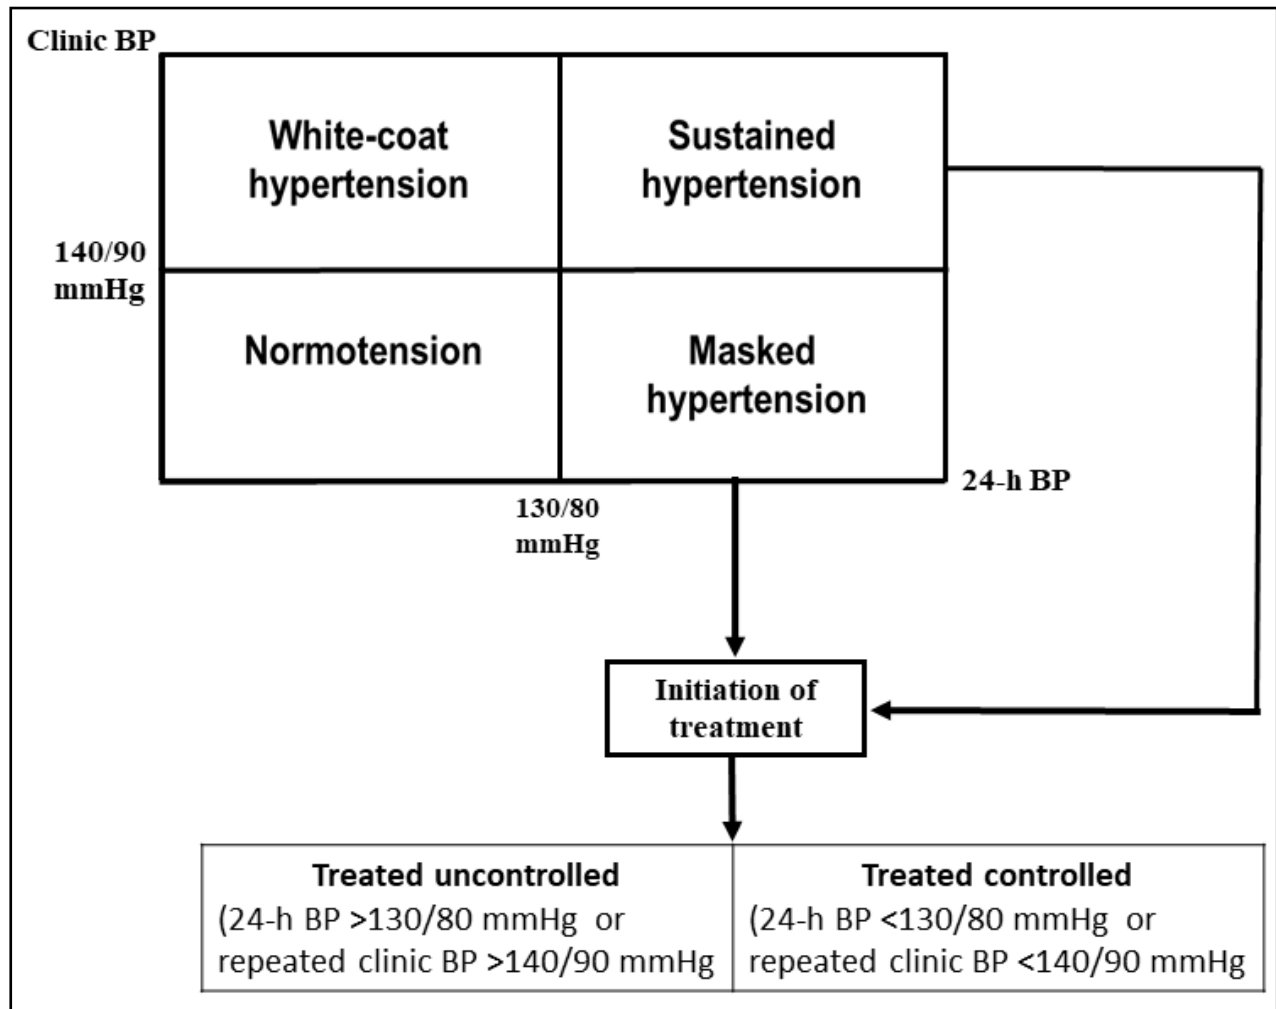 Clinic BP
White-coat
hypertension
Sustained
hypertension
140/90
mmHg
Normotension
Masked
hypertension
24-h BP
130/80
mmHg
Initiation of
treatment
Treated uncontrolled
(24-h BP >130/80 mmHg or
repeated clinic BP >140/90 mmHg
Treated controlled
(24-h BP <130/80 mmHg or
repeated clinic BP <140/90 mmHg